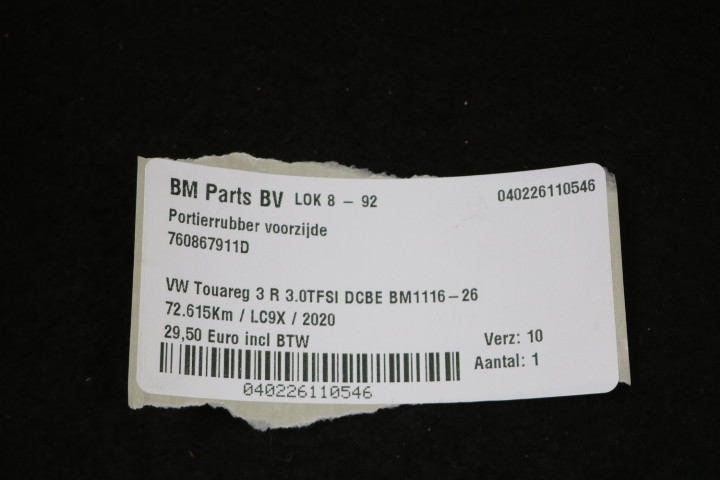 BM Parts BV LOK 8 - 92 040226110546
Portierrubber voorzijde
760867911D
VW Touareg 3 R 3.0TFSI DCBE BM1116-26
72.615Km / LC9X / 2020
29,50 Euro incl BTW Verz: 10
Aantal: 1
040226110546